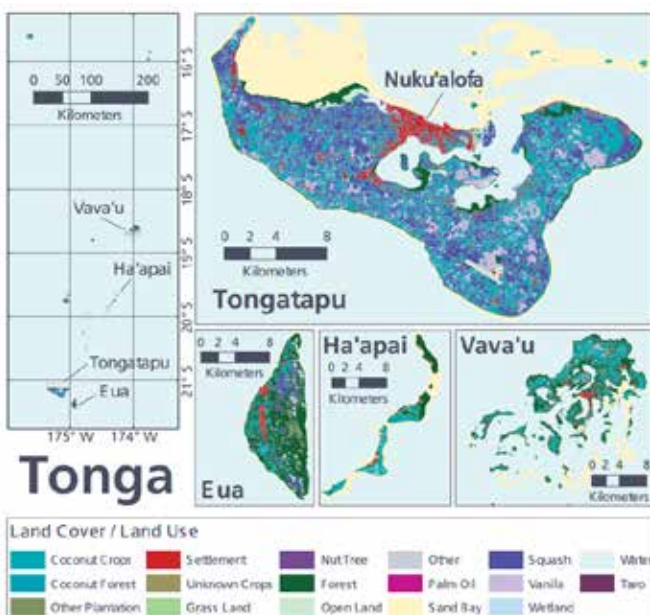 0 50 100 200
Kilometers
16° S
17° S
18° S
19° S
20° S
21° S
Vava'u
Ha'apai
Tongatapu
Eua
175° W 174° W
Nuku'alofa
0 2 4 8
Kilometers
Tongatapu
0 2 4 8
Kilometers
Eua
Ha'apai
0 2 4 8
Kilometers
Vava'u
0 2 4 8
Kilometers
Tonga
Land Cover / Land Use
Coconut Crops Settlement Nut Tree Other Squash Water
Coconut Forest Unknown Crops Forest Palm Oil Vanila
Other Plantation Grass Land Open Land Sand Bay Wetland